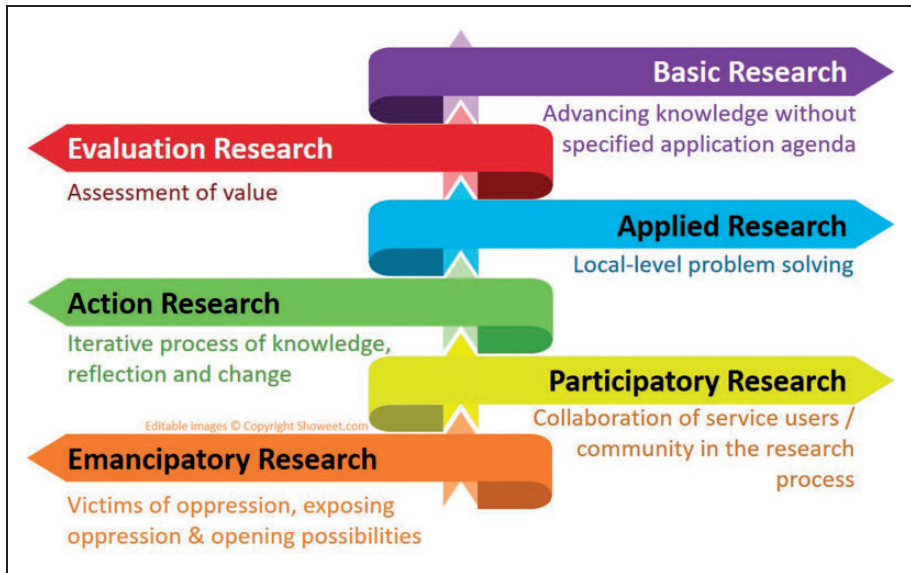 Basic Research
Advancing knowledge without
specified application agenda
Evaluation Research
Assessment of value
Applied Research
Local-level problem solving
Action Research
Iterative process of knowledge,
reflection and change
Participatory Research
Collaboration of service users /
community in the research
process
Editable images © Copyright Showeet.com
Emancipatory Research
Victims of oppression, exposing
oppression & opening possibilities